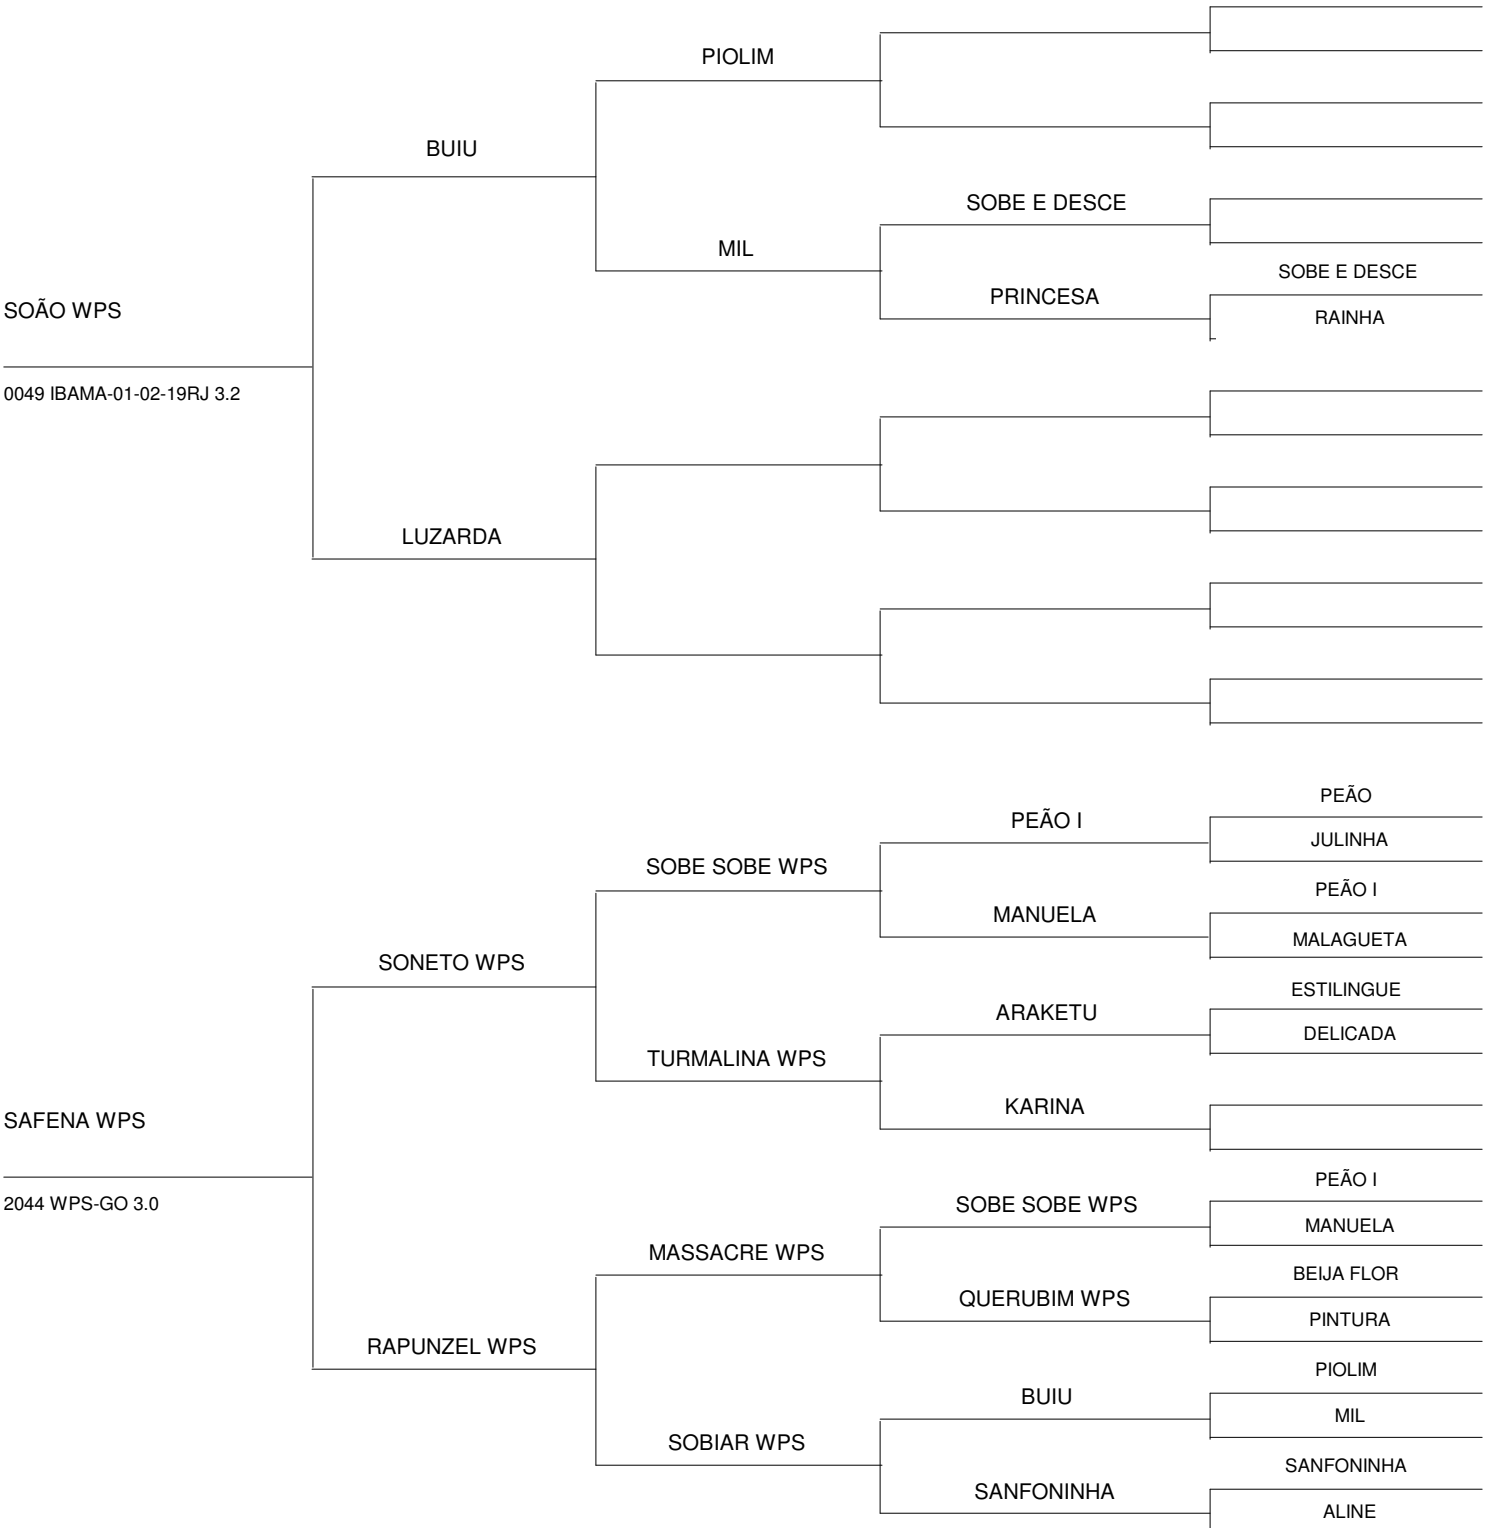 PIOLIM
BUIU
SOBE E DESCE
MIL
SOBE E DESCE
PRINCESA
RAINHA
SOÃO WPS
0049 IBAMA-01-02-19RJ 3.2
LUZARDA
PEÃO
PEÃO I
JULINHA
SOBE SOBE WPS
PEÃO I
MANUELA
MALAGUETA
SONETO WPS
ESTILINGUE
ARAKETU
DELICADA
TURMALINA WPS
KARINA
SAFENA WPS
PEÃO I
2044 WPS-GO 3.0
SOBE SOBE WPS
MANUELA
MASSACRE WPS
BEIJA FLOR
QUERUBIM WPS
PINTURA
RAPUNZEL WPS
PIOLIM
BUIU
MIL
SOBIAR WPS
SANFONINHA
SANFONINHA
ALINE